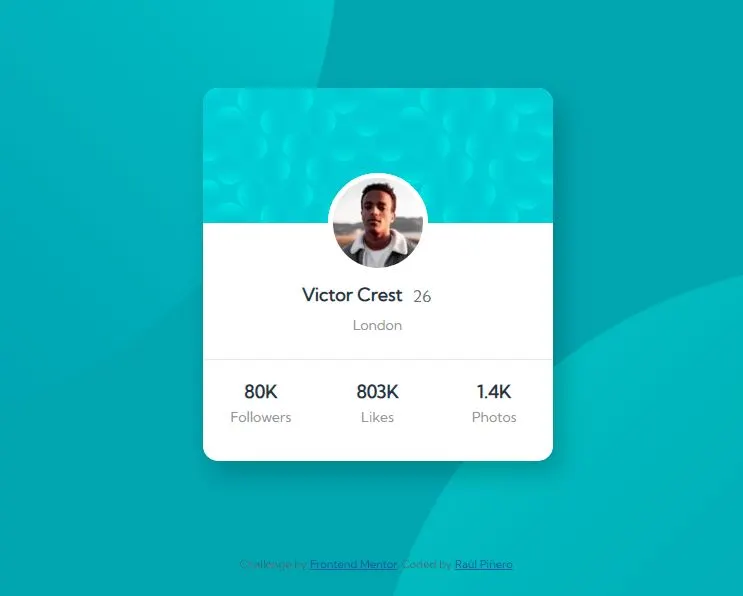 Victor Crest 26
London
80K 803K 1.4K
Followers Likes Photos
Challenge by Frontend Mentor. Coded by Raúl Piñero